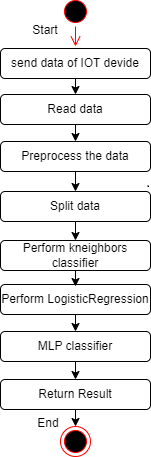 Start
send data of IOT devide
Read data
Preprocess the data
Split data
Perform kneighbors
classifier
Perform LogisticRegression
MLP classifier
Return Result
End